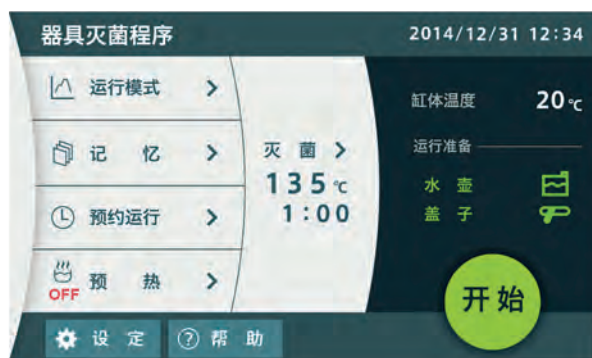 器具灭菌程序
2014/12/31 12:34
运行模式
记 忆
预约运行
预 热
OFF
灭 菌
135℃
1:00
缸体温度 20℃
运行准备
水 壶
盖 子
开始
设 定
? 帮 助